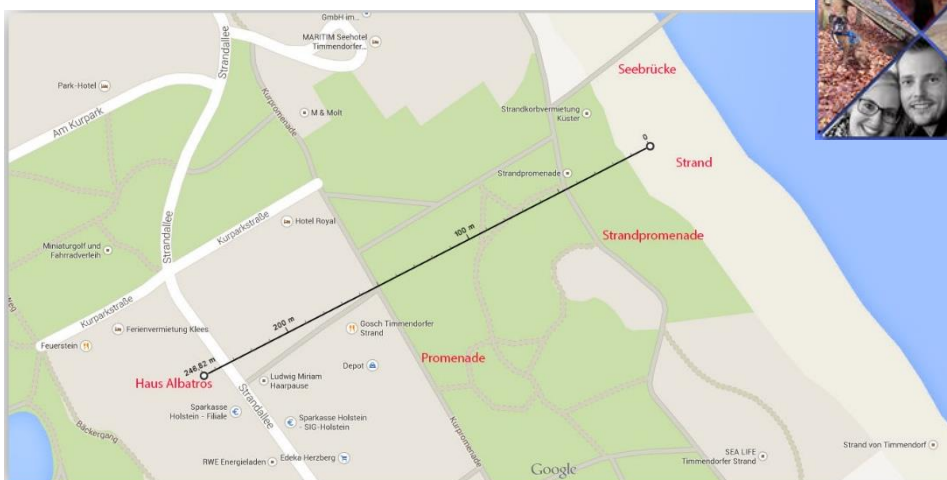 GmbH im...
MARITIM Seehotel
Timmendorfer...
Strandallee
Park-Hotel
Am Kurpark
Kurpromenade
M & Molt
Seebrücke
Strandkorbvermietung
Küster
0
Strand
Strandpromenade
Strandallee
Kurparkstraße
Hotel Royal
100 m
Strandpromenade
Miniaturgolf und
Fahrradverleih
Kurparkstraße
Ferienvermietung Klees
200 m
Gosch Timmendorfer
Strand
Feuerstein
246,82 m
Depot
Promenade
Haus Albatros
Ludwig Miriam
Haarpause
Strandallee
Sparkasse
Holstein - Filiale
Sparkasse Holstein
- SIG-Holstein
Kurpromenade
Bäckergang
RWE Energieladen
Edeka Herzberg
Google
SEA LIFE
Timmendorfer Strand
Strand von Timmendorf